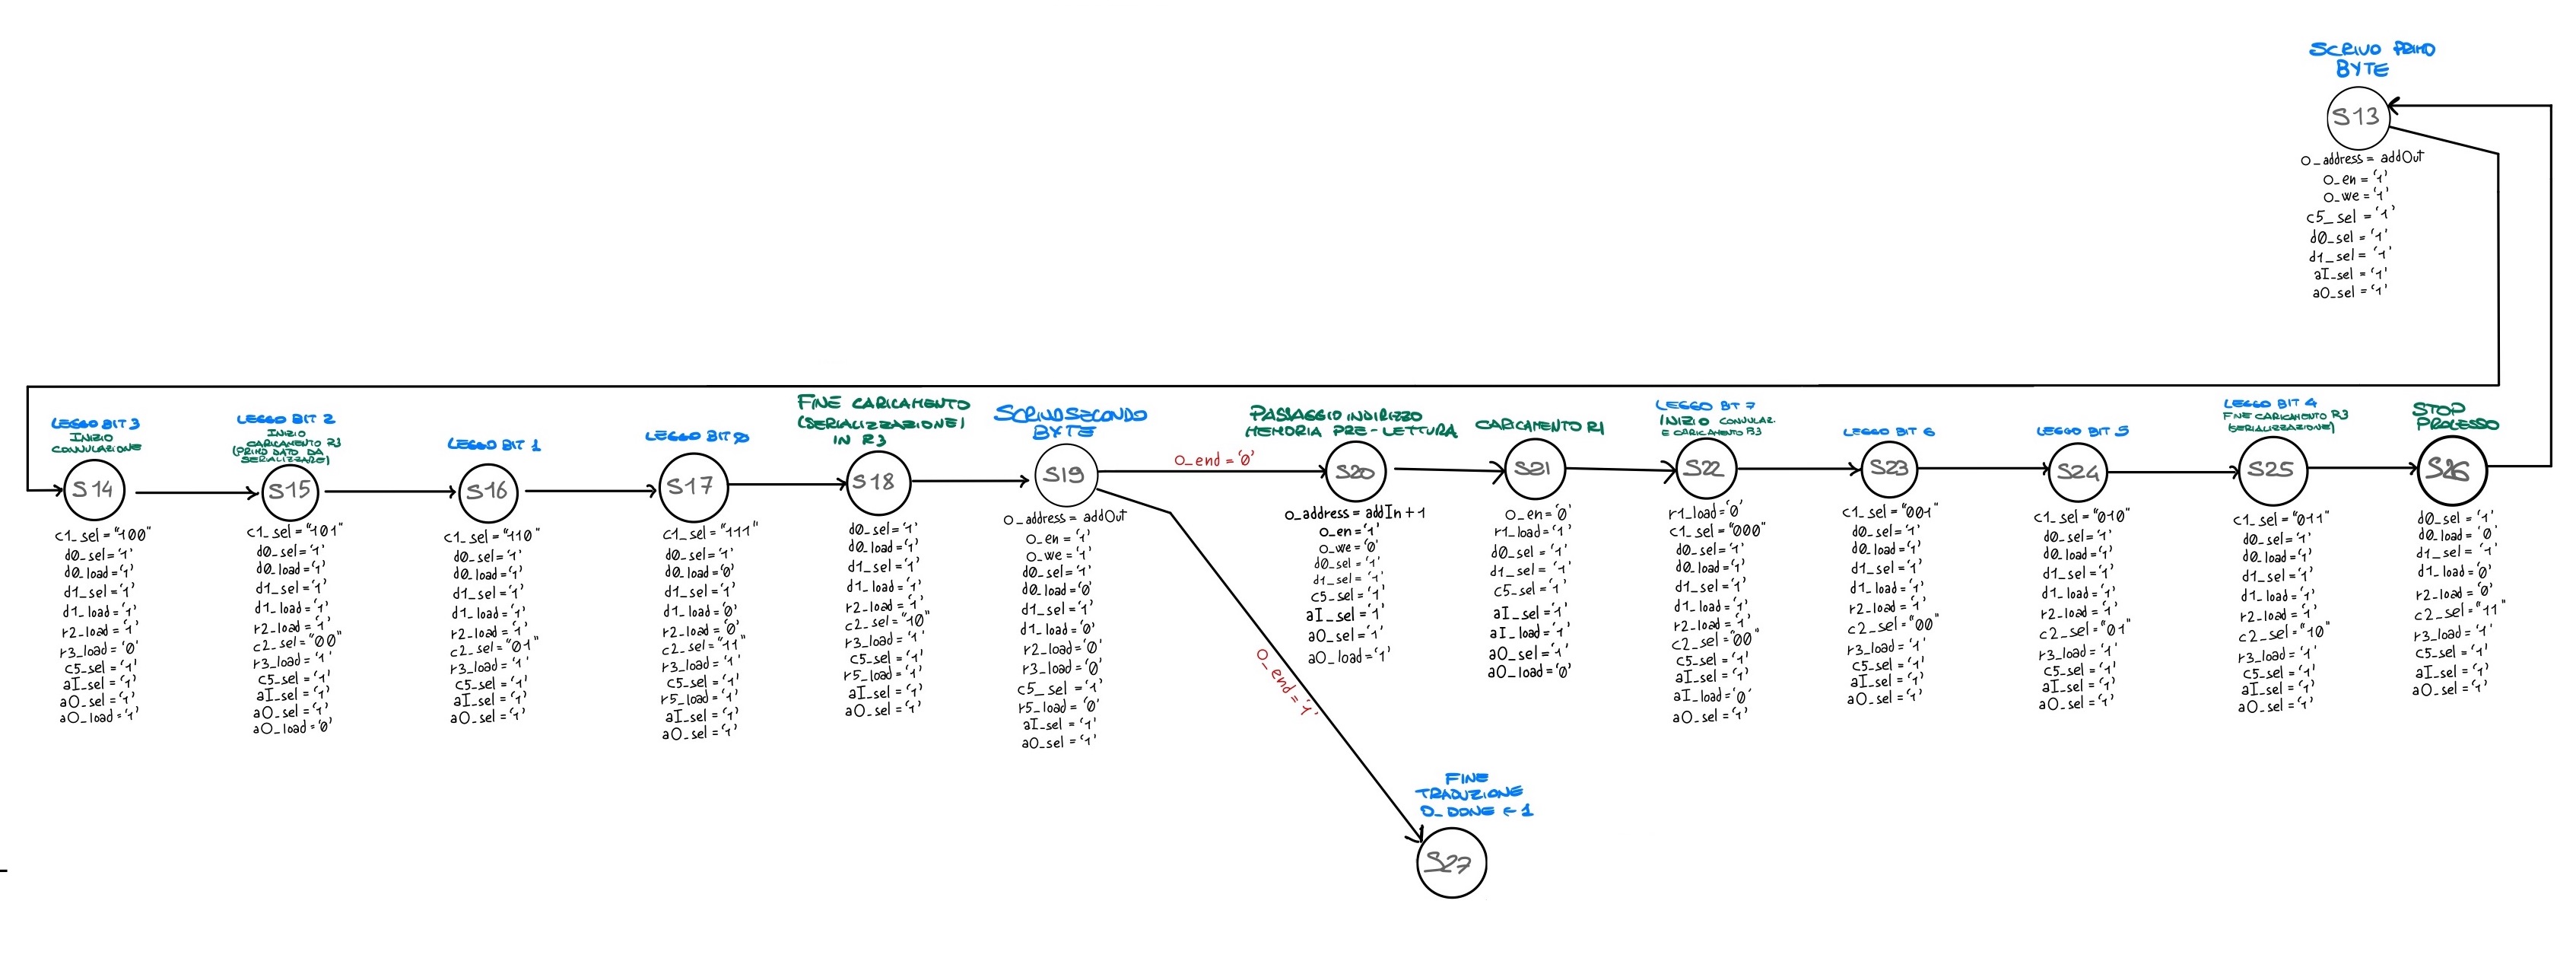 SCRIVO PRIMO
BYTE
S13
o_address = addOut
o_en = '1'
o_we = '1'
c5_sel = '1'
d0_sel = '1'
d1_sel = '1'
aI_sel = '1'
aO_sel = '1'
LEGGO BIT 3
INIZIO
CONVULAZIONE
S14
c1_sel = "100"
d0_sel = '1'
d0_load = '1'
d1_sel = '1'
d1_load = '1'
r2_load = '1'
r3_load = '0'
c5_sel = '1'
aI_sel = '1'
aO_sel = '1'
aO_load = '1'
LEGGO BIT 2
INIZIO
CARICAMENTO R3
(PRIMO DATO DA
SERIALIZZARE)
S15
c1_sel = "101"
d0_sel = '1'
d0_load = '1'
d1_sel = '1'
d1_load = '1'
r2_load = '1'
c2_sel = "00"
r3_load = '1'
c5_sel = '1'
aI_sel = '1'
aO_sel = '1'
aO_load = '0'
LEGGO BIT 1
S16
c1_sel = "110"
d0_sel = '1'
d0_load = '1'
d1_sel = '1'
d1_load = '1'
r2_load = '1'
c2_sel = "01"
r3_load = '1'
c5_sel = '1'
aI_sel = '1'
aO_sel = '1'
LEGGO BIT 0
S17
c1_sel = "111"
d0_sel = '1'
d0_load = '0'
d1_sel = '1'
d1_load = '0'
r2_load = '0'
c2_sel = "11"
r3_load = '1'
c5_sel = '1'
r5_load = '1'
aI_sel = '1'
aO_sel = '1'
FINE CARICAMENTO
(SERIALIZZAZIONE)
IN R3
S18
d0_sel = '1'
d0_load = '1'
d1_sel = '1'
d1_load = '1'
r2_load = '1'
c2_sel = "10"
r3_load = '1'
c5_sel = '1'
r5_load = '1'
aI_sel = '1'
aO_sel = '1'
SCRIVO SECONDO
BYTE
S19
o_address = addOut
o_en = '1'
o_we = '1'
d0_sel = '1'
d0_load = '0'
d1_sel = '1'
d1_load = '0'
r2_load = '0'
r3_load = '0'
c5_sel = '1'
r5_load = '0'
aI_sel = '1'
aO_sel = '1'
o_end = '0'
o_end = '1'
PASSAGGIO INDIRIZZO
MEMORIA PRE-LETTURA
S20
o_address = addIn + 1
o_en = '1'
o_we = '0'
d0_sel = '1'
d1_sel = '1'
c5_sel = '1'
aI_sel = '1'
aO_sel = '1'
aO_load = '1'
CARICAMENTO R1
S21
o_en = '0'
r1_load = '1'
d0_sel = '1'
d1_sel = '1'
c5_sel = '1'
aI_sel = '1'
aI_load = '1'
aO_sel = '1'
aO_load = '0'
LEGGO BT 7
INIZIO CONVULAZ.
E CARICAMENTO R3
S22
r1_load = '0'
c1_sel = "000"
d0_sel = '1'
d0_load = '1'
d1_sel = '1'
d1_load = '1'
r2_load = '1'
c2_sel = "00"
c5_sel = '1'
aI_sel = '1'
aI_load = '0'
aO_sel = '1'
LEGGO BIT 6
S23
c1_sel = "001"
d0_sel = '1'
d0_load = '1'
d1_sel = '1'
d1_load = '1'
r2_load = '1'
c2_sel = "00"
r3_load = '1'
c5_sel = '1'
aI_sel = '1'
aO_sel = '1'
LEGGO BIT 5
S24
c1_sel = "010"
d0_sel = '1'
d0_load = '1'
d1_sel = '1'
d1_load = '1'
r2_load = '1'
c2_sel = "01"
r3_load = '1'
c5_sel = '1'
aI_sel = '1'
aO_sel = '1'
LEGGO BIT 4
FINE CARICAMENTO R3
(SERIALIZZAZIONE)
S25
c1_sel = "011"
d0_sel = '1'
d0_load = '1'
d1_sel = '1'
d1_load = '1'
r2_load = '1'
c2_sel = "10"
r3_load = '1'
c5_sel = '1'
aI_sel = '1'
aO_sel = '1'
STOP
PROCESSO
S26
d0_sel = '1'
d0_load = '0'
d1_sel = '1'
d1_load = '0'
r2_load = '0'
c2_sel = "11"
r3_load = '1'
c5_sel = '1'
aI_sel = '1'
aO_sel = '1'
FINE
TRADUZIONE
O_DONE ← 1
S27